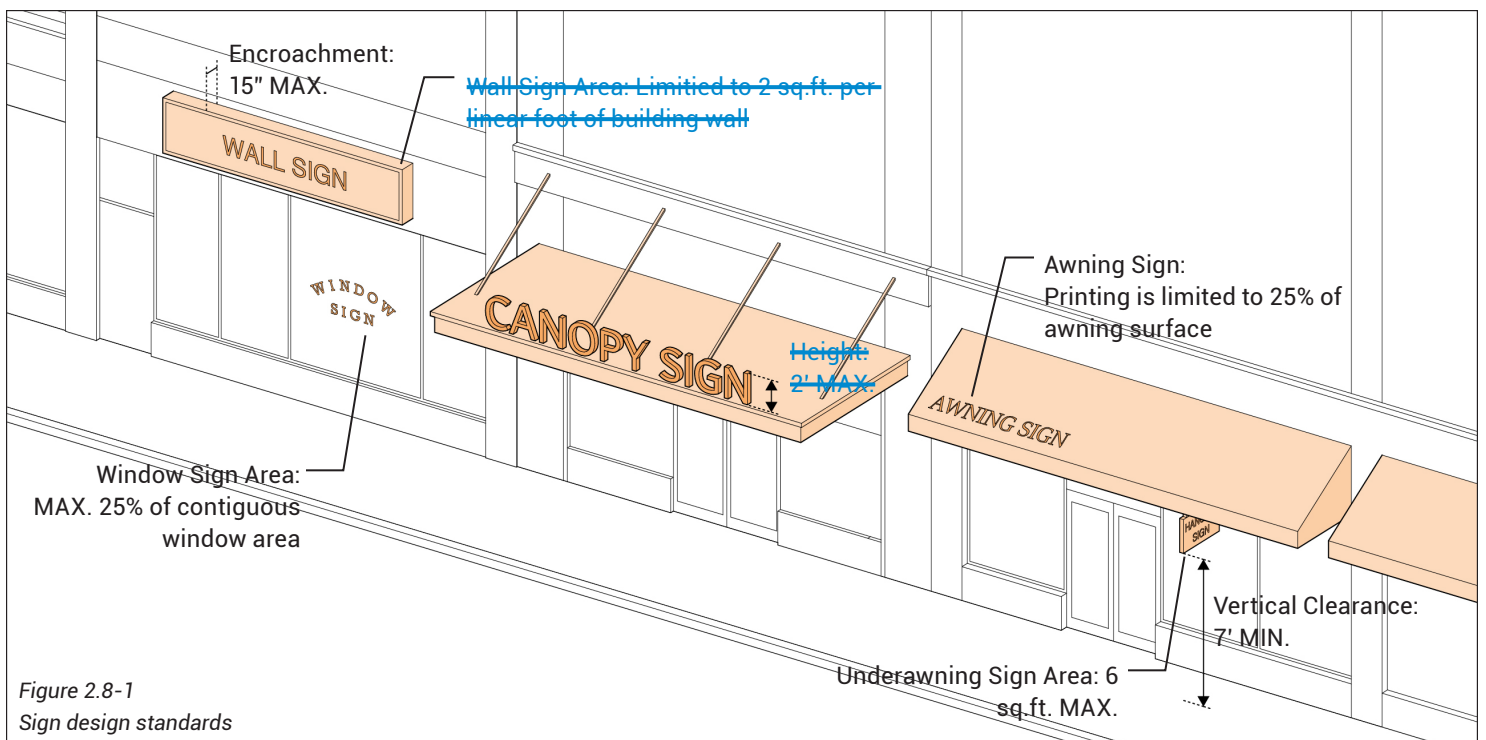 Encroachment:
15" MAX.
Wall Sign Area: Limitied to 2 sq.ft. per
linear foot of building wall
WALL SIGN
WINDOW
SIGN
CANOPY SIGN
Height:
2' MAX.
Awning Sign:
Printing is limited to 25% of
awning surface
AWNING SIGN
Window Sign Area:
MAX. 25% of contiguous
window area
SIGN
Vertical Clearance:
7' MIN.
Underawning Sign Area: 6
sq.ft. MAX.
Figure 2.8-1
Sign design standards